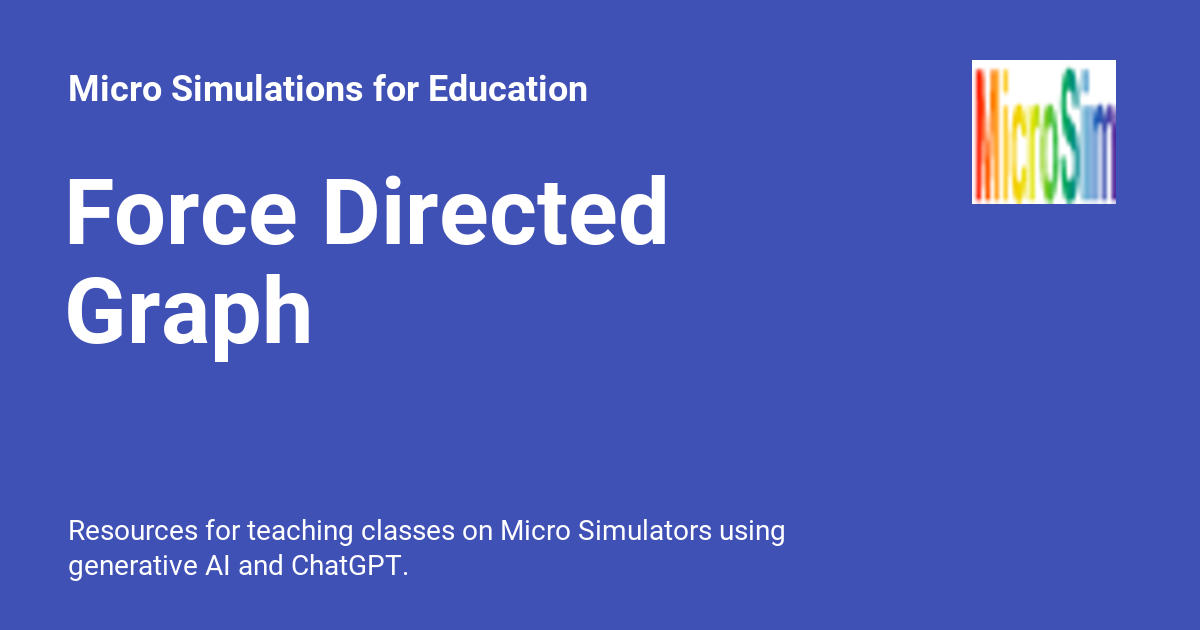 Micro Simulations for Education
MicroSim
Force Directed
Graph
Resources for teaching classes on Micro Simulators using
generative AI and ChatGPT.